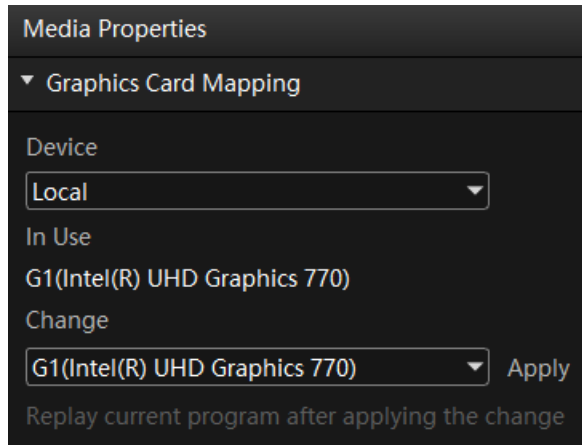 Media Properties
Graphics Card Mapping
Device
Local
In Use
G1(Intel(R) UHD Graphics 770)
Change
G1(Intel(R) UHD Graphics 770) Apply
Replay current program after applying the change